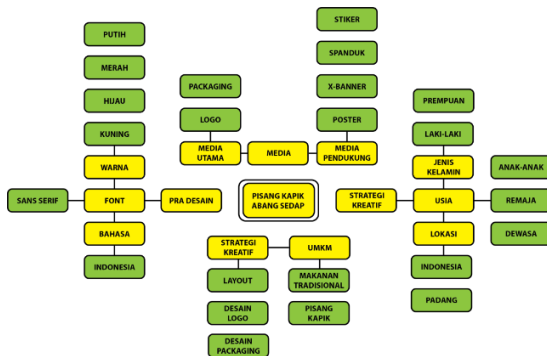 STIKER
PUTIH
SPANDUK
MERAH
PACKAGING
X-BANNER
HIJAU
PREMPUAN
LOGO
POSTER
KUNING
LAKI-LAKI
MEDIA
UTAMA
MEDIA
MEDIA
PENDUKUNG
WARNA
JENIS
KELAMIN
ANAK-ANAK
SANS SERIF
FONT
PRA DESAIN
PISANG KAPIK
ABANG SEDAP
STRATEGI
KREATIF
USIA
REMAJA
BAHASA
LOKASI
DEWASA
STRATEGI
KREATIF
UMKM
INDONESIA
LAYOUT
MAKANAN
TRADISIONAL
INDONESIA
DESAIN
LOGO
PISANG
KAPIK
PADANG
DESAIN
PACKAGING